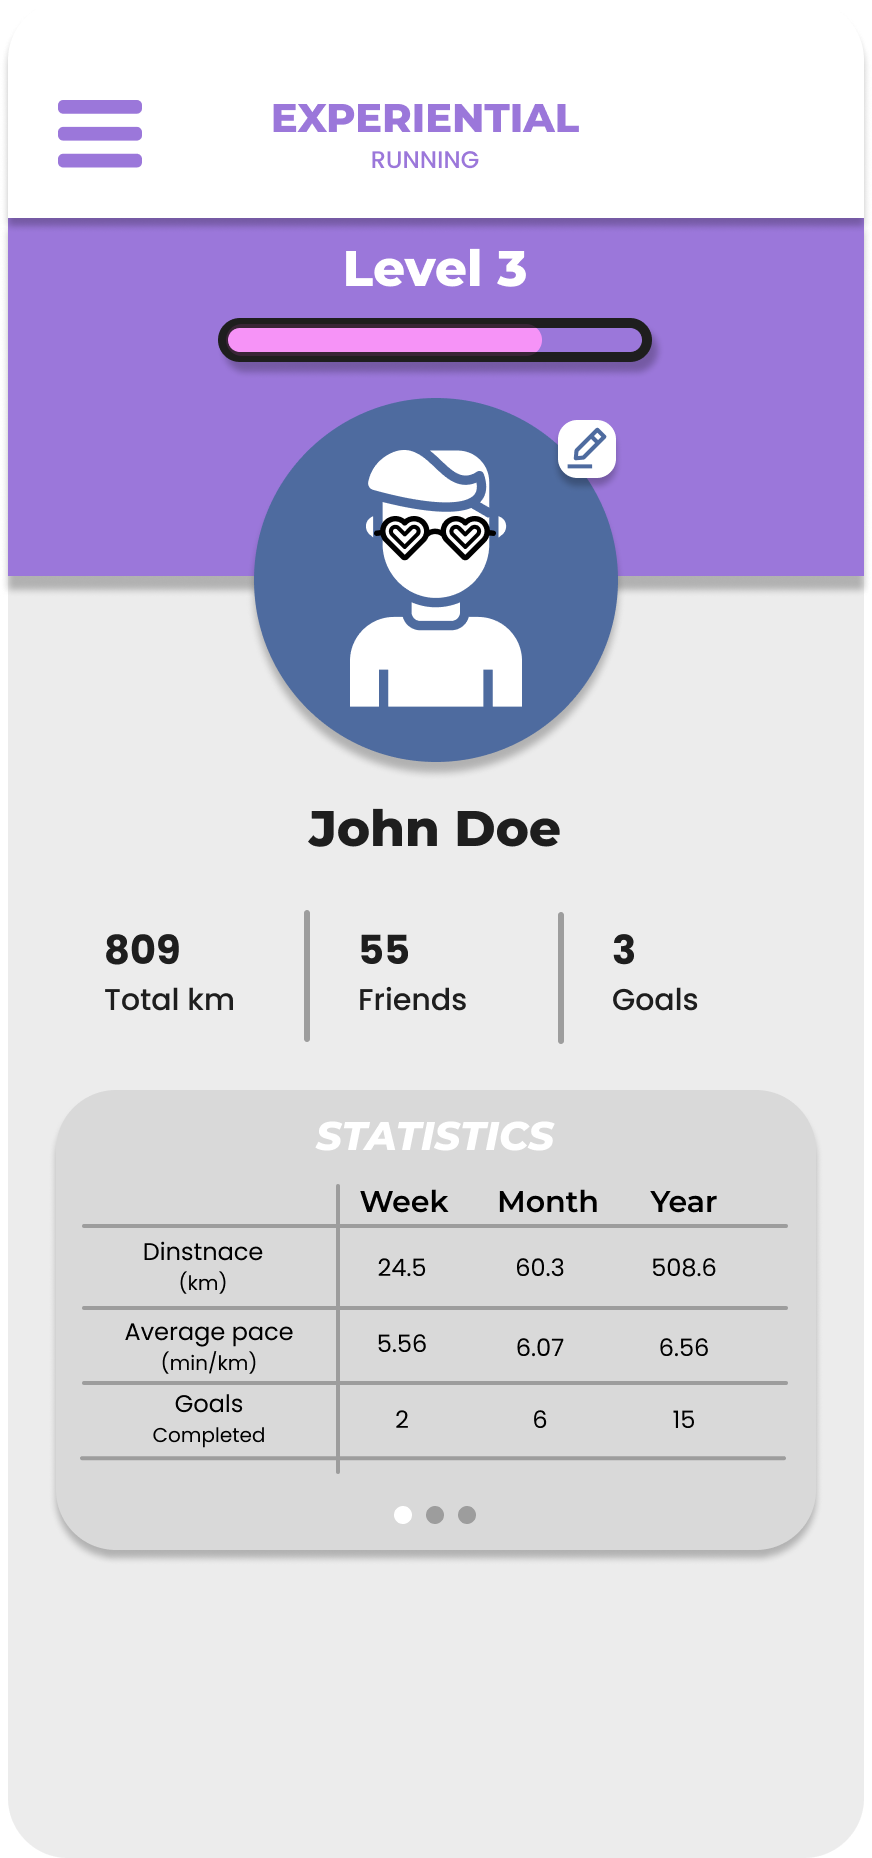 EXPERIENTIAL
RUNNING
Level 3
John Doe
809 55 3
Total km Friends Goals
STATISTICS
Week Month Year
Dinstnace
(km) 24.5 60.3 508.6
Average pace
(min/km) 5.56 6.07 6.56
Goals
Completed 2 6 15